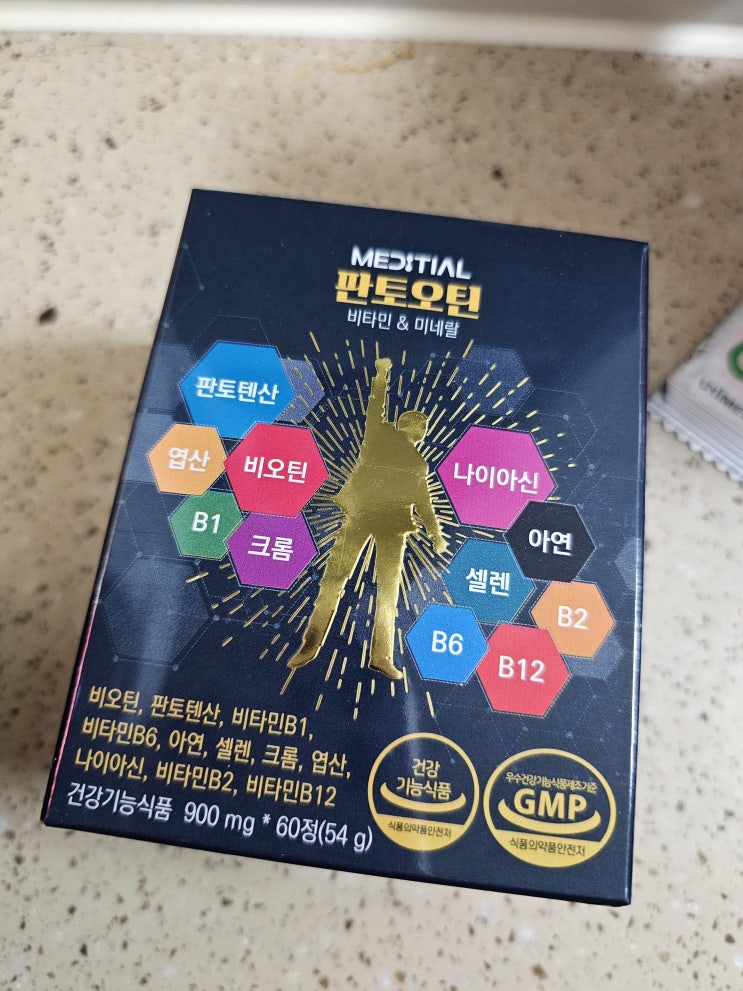 MEDITIAL
판토오틴
비타민 & 미네랄
판토텐산
엽산
비오틴
B1
크롬
나이아신
아연
셀렌
B2
B6
B12
비오틴, 판토텐산, 비타민B1,
비타민B6, 아연, 셀렌, 크롬, 엽산,
나이아신, 비타민B2, 비타민B12
건강기능식품 900 mg * 60정(54 g)
건강
기능식품
식품의약품안전처
우수건강기능식품제조기준
GMP
식품의약품안전처